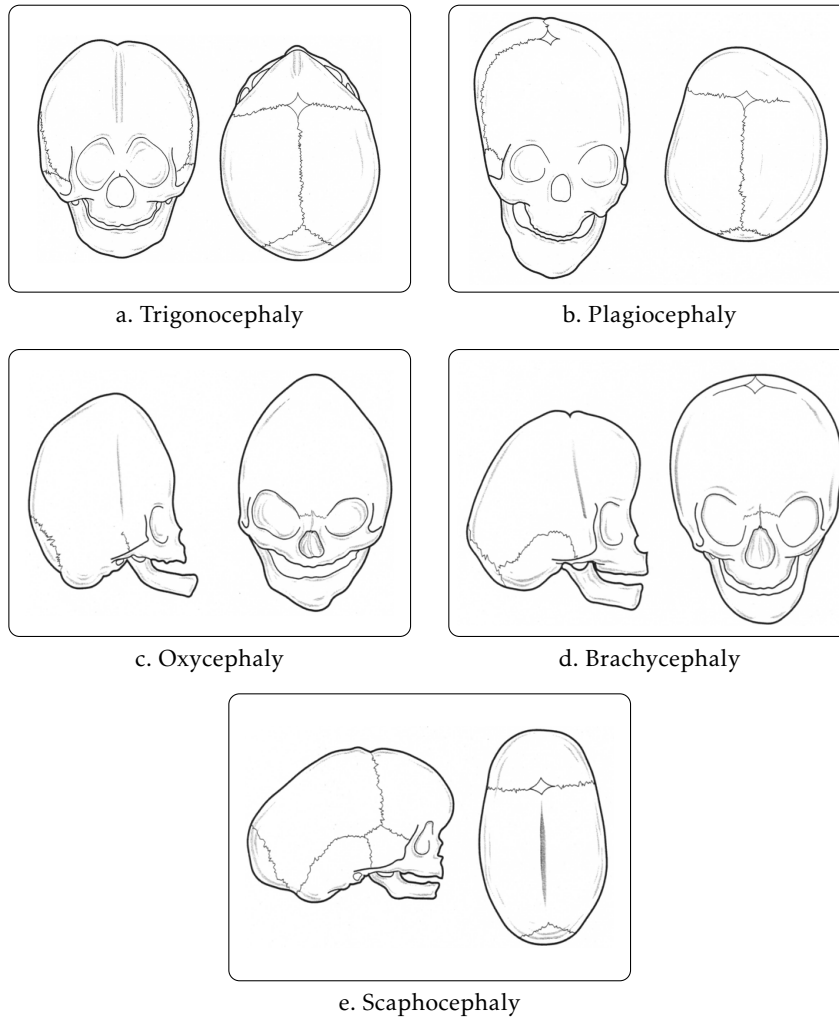 a. Trigonocephaly
b. Plagiocephaly
c. Oxycephaly
d. Brachycephaly
e. Scaphocephaly